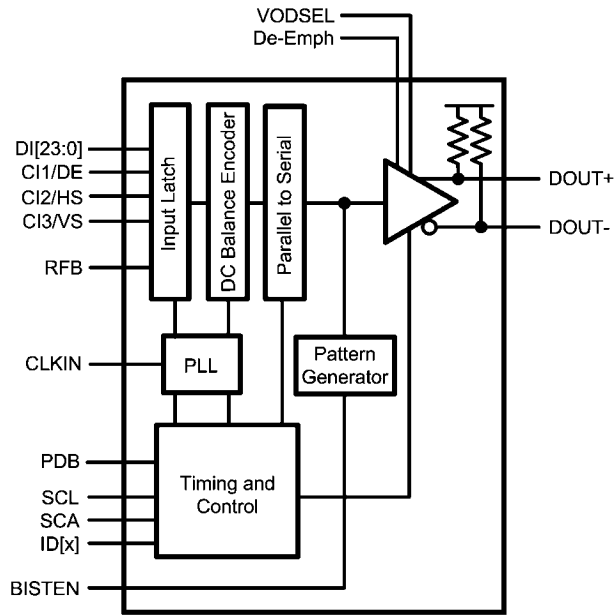 VODSEL
De-Emph
DI[23:0]
CI1/DE
CI2/HS
CI3/VS
RFB
Input Latch
DC Balance Encoder
Parallel to Serial
DOUT+
DOUT-
CLKIN
PLL
Pattern
Generator
PDB
SCL
SCA
ID[x]
Timing and
Control
BISTEN